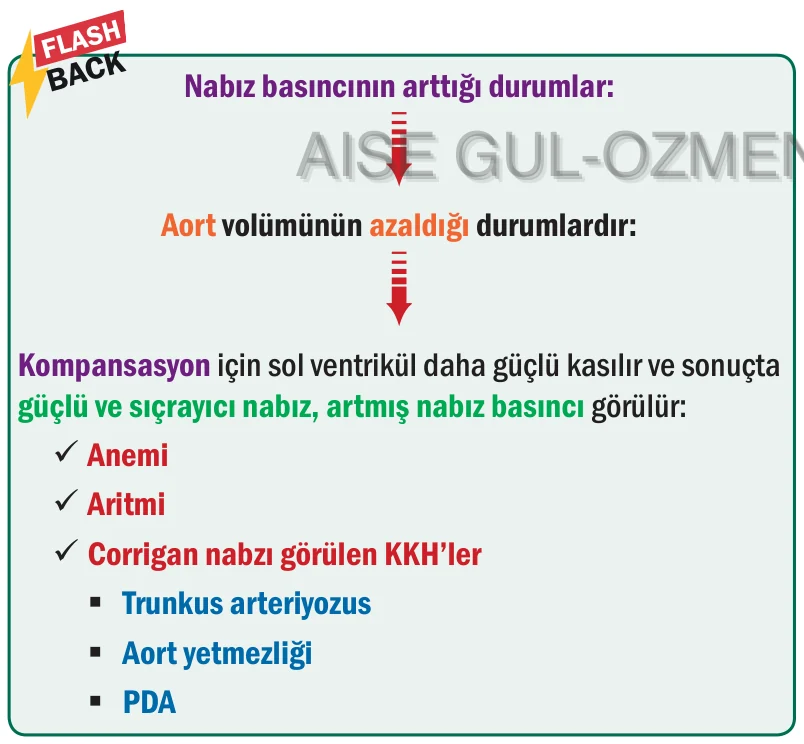 FLASH
BACK
Nabız basıncının arttığı durumlar:
AISE GUL-OZMEN
Aort volümünün azaldığı durumlardır:
Kompansasyon için sol ventrikül daha güçlü kasılır ve sonuçta
güçlü ve sıçrayıcı nabız, artmış nabız basıncı görülür:
✓ Anemi
✓ Aritmi
✓ Corrigan nabzı görülen KKH’ler
▪ Trunkus arteriyozus
▪ Aort yetmezliği
▪ PDA